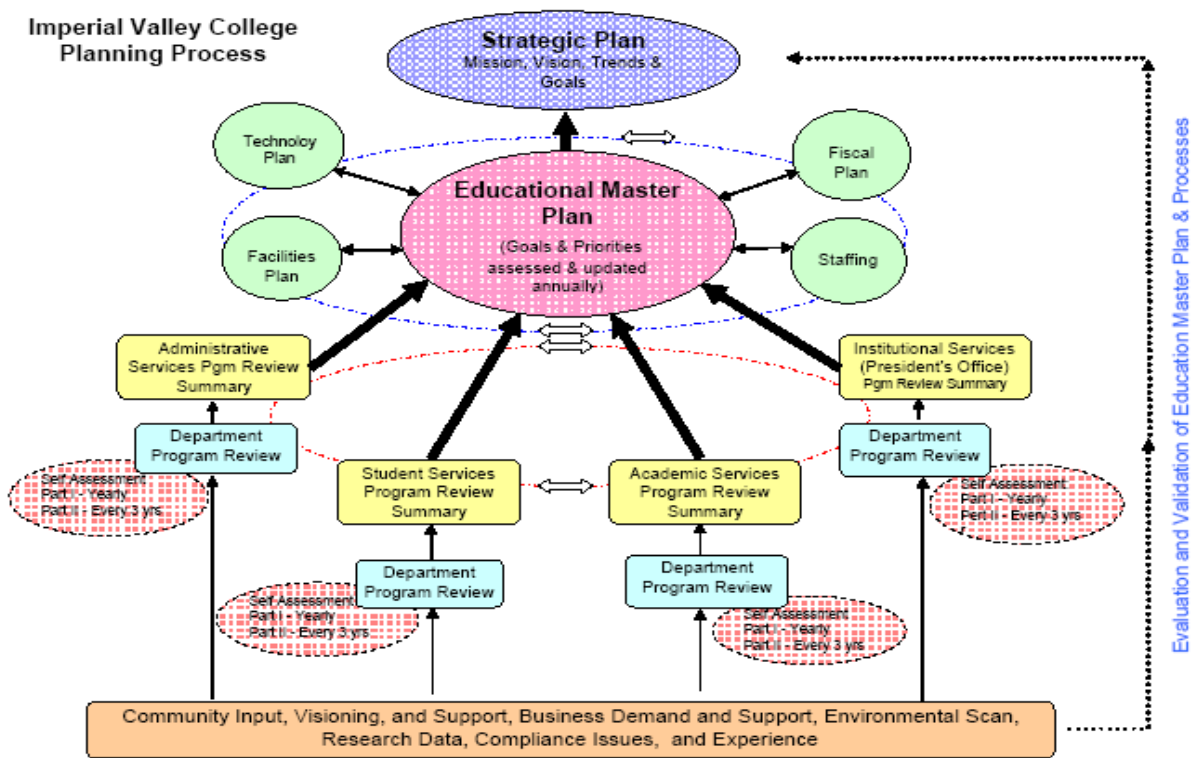 Imperial Valley College
Planning Process
Strategic Plan
Mission, Vision, Trends &
Goals
Technoloy
Plan
Fiscal
Plan
Educational Master
Plan
(Goals & Priorities
assessed & updated
annually)
Facilities
Plan
Staffing
Administrative
Services Pgm Review
Summary
Institutional Services
(President's Office)
Pgm Review Summary
Department
Program Review
Department
Program Review
Self Assessment
Part I - Yearly
Part II - Every 3 yrs
Student Services
Program Review
Summary
Academic Services
Program Review
Summary
Self Assessment
Part I - Yearly
Part II - Every 3 yrs
Department
Program Review
Department
Program Review
Self Assessment
Part I - Yearly
Part II - Every 3 yrs
Self Assessment
Part I - Yearly
Part II - Every 3 yrs
Community Input, Visioning, and Support, Business Demand and Support, Environmental Scan,
Research Data, Compliance Issues, and Experience
Evaluation and Validation of Education Master Plan & Processes